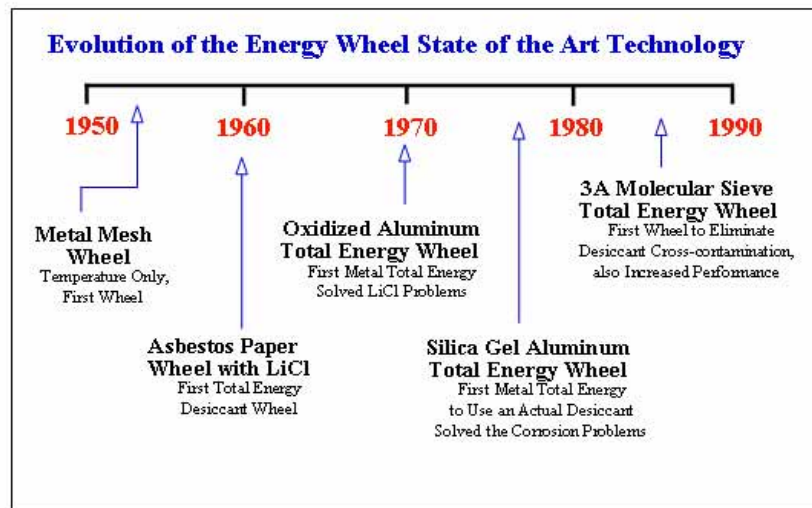 Evolution of the Energy Wheel State of the Art Technology
1950
1960
1970
1980
1990
Metal Mesh
Wheel
Temperature Only,
First Wheel
Asbestos Paper
Wheel with LiCl
First Total Energy
Desiccant Wheel
Oxidized Aluminum
Total Energy Wheel
First Metal Total Energy
Solved LiCl Problems
Silica Gel Aluminum
Total Energy Wheel
First Metal Total Energy
to Use an Actual Desiccant
Solved the Corrosion Problems
3A Molecular Sieve
Total Energy Wheel
First Wheel to Eliminate
Desiccant Cross-contamination,
also Increased Performance